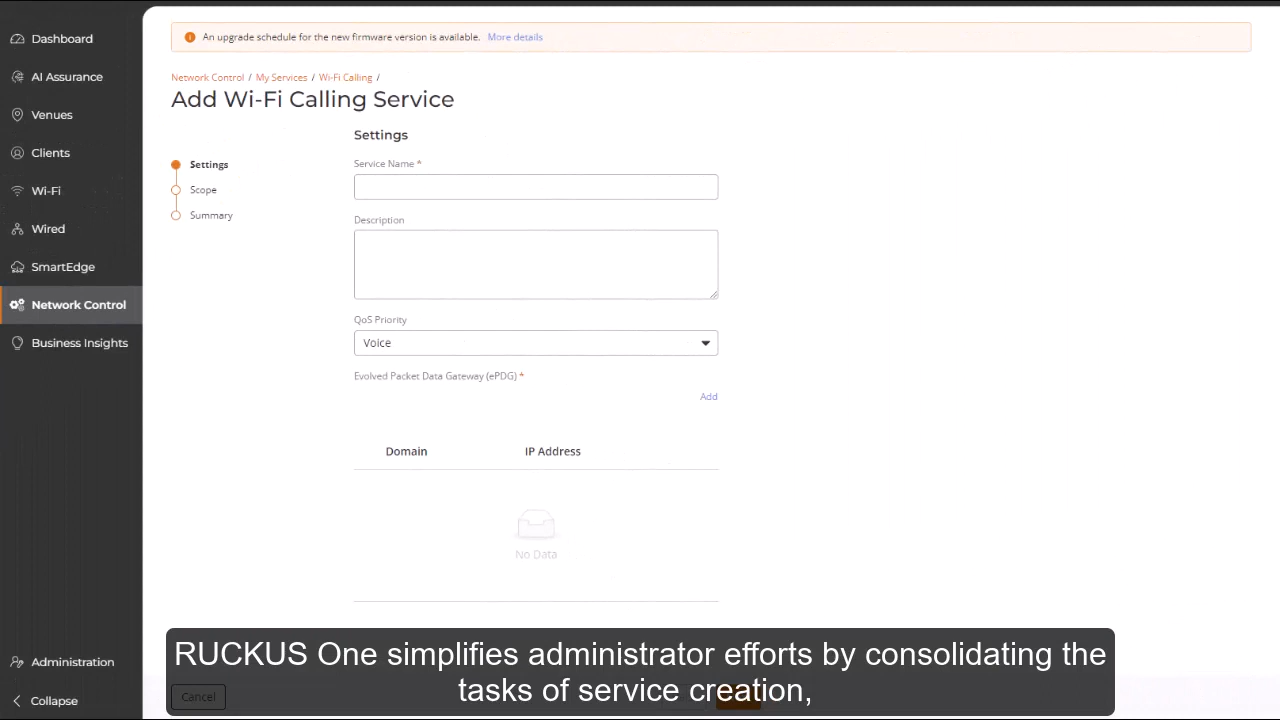 An upgrade schedule for the new firmware version is available. More details
Dashboard
AI Assurance
Venues
Clients
Wi-Fi
Wired
SmartEdge
Network Control
Business Insights
Administration
Collapse
Network Control / My Services / Wi-Fi Calling /
Add Wi-Fi Calling Service
Settings
Scope
Summary
Settings
Service Name *
Description
QoS Priority
Voice
Evolved Packet Data Gateway (ePDG) *
Add
Domain IP Address
No Data
Cancel
RUCKUS One simplifies administrator efforts by consolidating the
tasks of service creation,